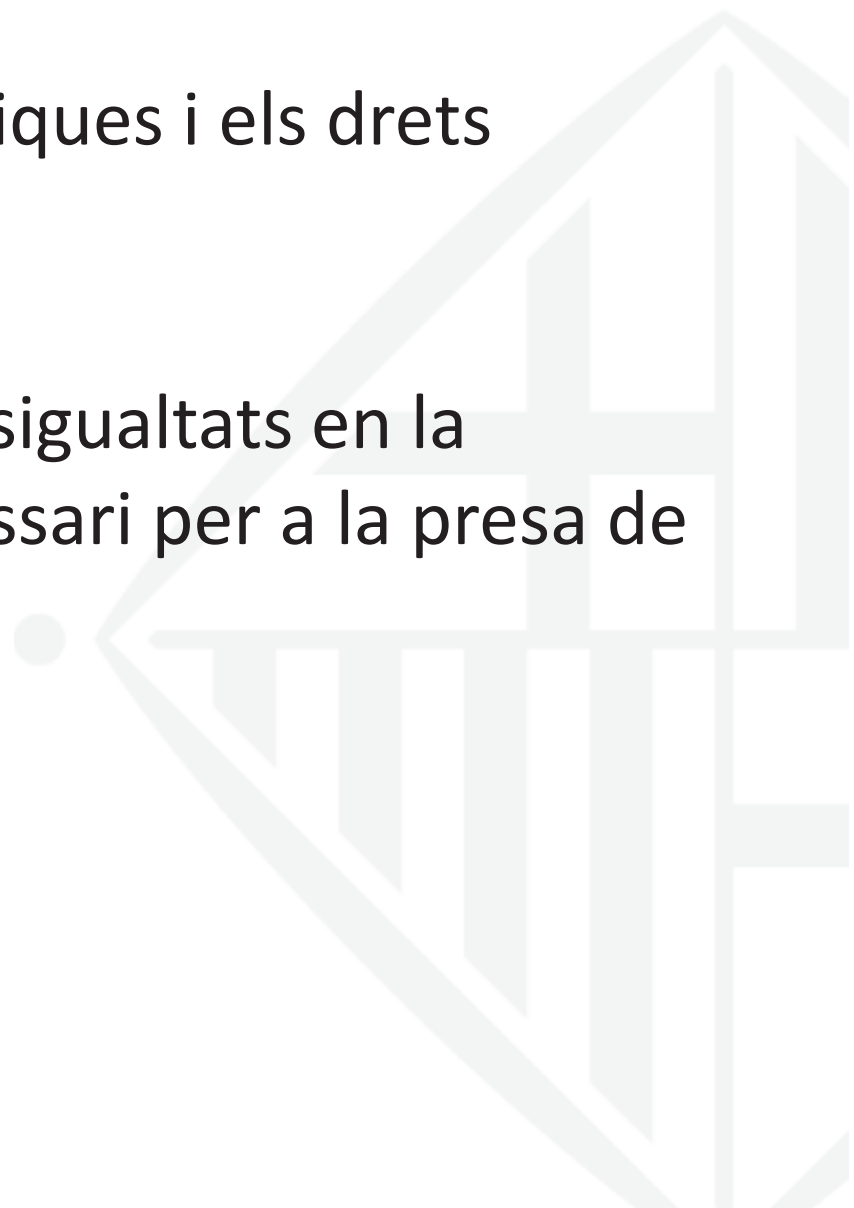 iques i els drets
sigualtats en la
ssari per a la presa de